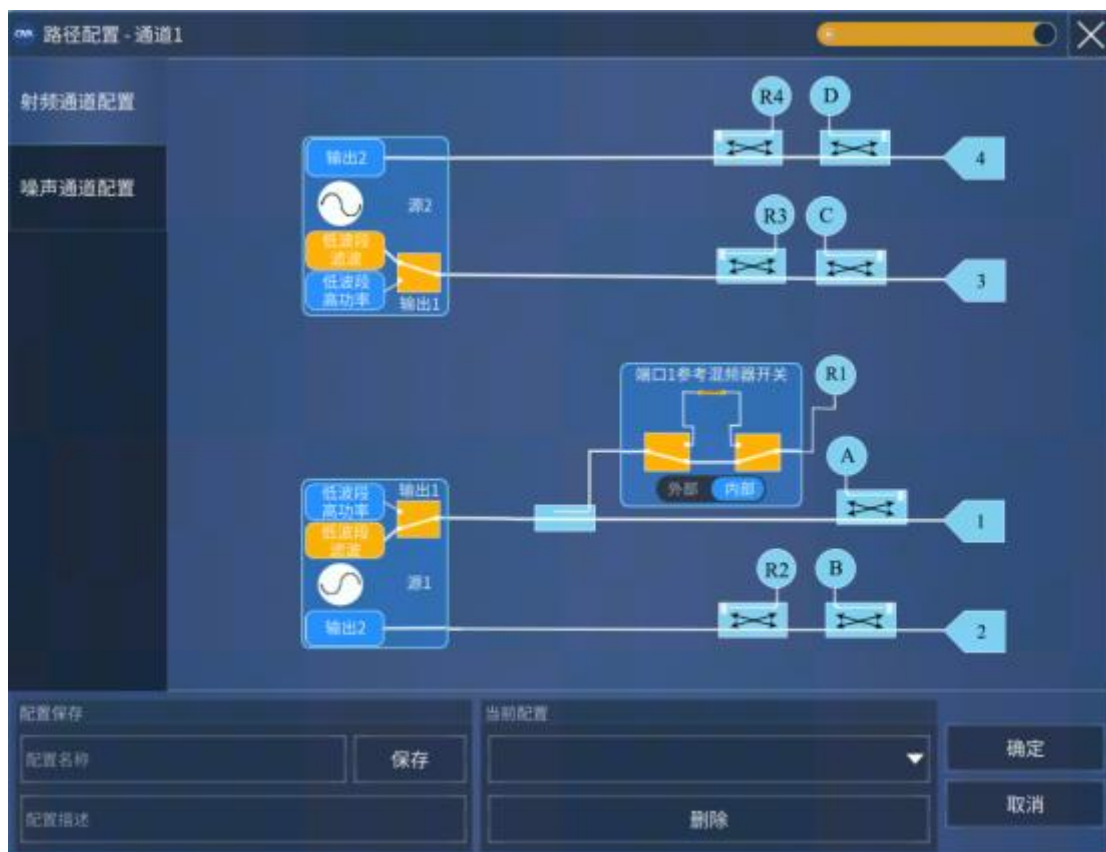 路径配置 - 通道1
射频通道配置
噪声通道配置
R4
D
输出2
4
源2
R3
C
低波段
滤波
低波段
高功率
输出1
3
端口1参考混频器开关
R1
A
外部
内部
低波段
高功率
输出1
低波段
滤波
1
源1
R2
B
输出2
2
配置保存
当前配置
配置名称
保存
确定
配置描述
删除
取消